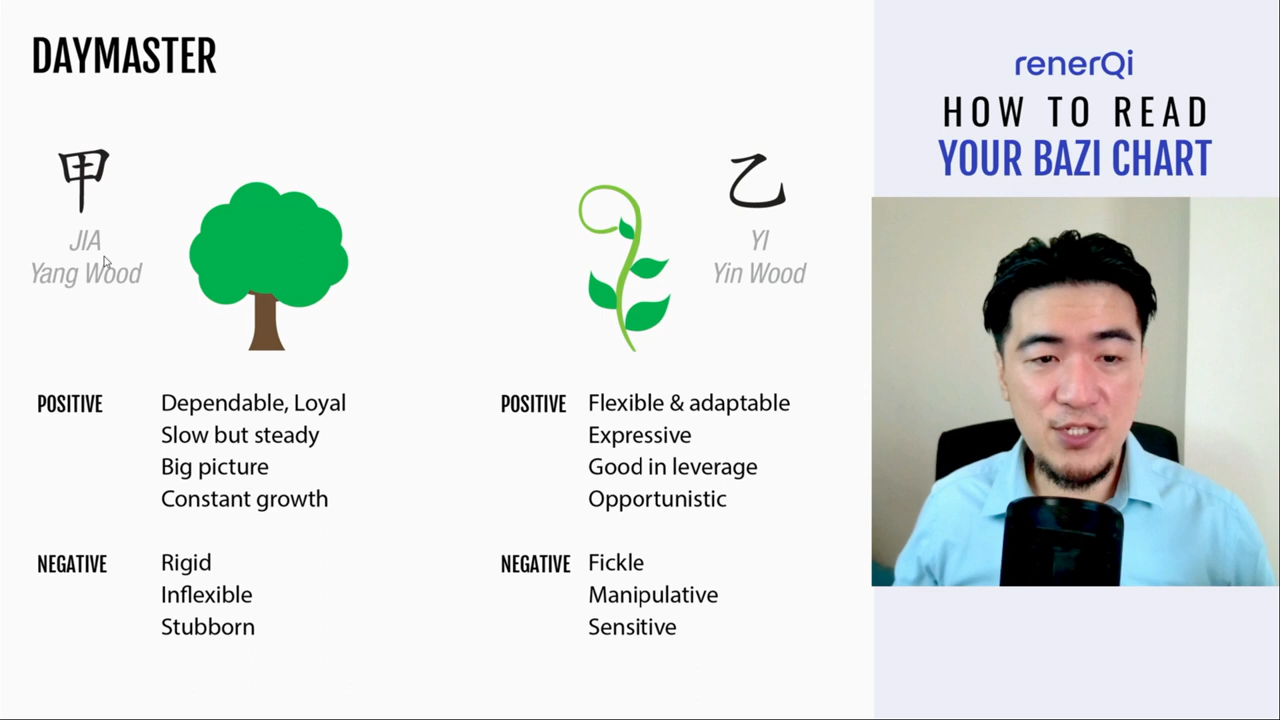 DAYMASTER
甲
JIA
Yang Wood
乙
YI
Yin Wood
POSITIVE
Dependable, Loyal
Slow but steady
Big picture
Constant growth
NEGATIVE
Rigid
Inflexible
Stubborn
POSITIVE
Flexible & adaptable
Expressive
Good in leverage
Opportunistic
NEGATIVE
Fickle
Manipulative
Sensitive
renerQi
HOW TO READ
YOUR BAZI CHART